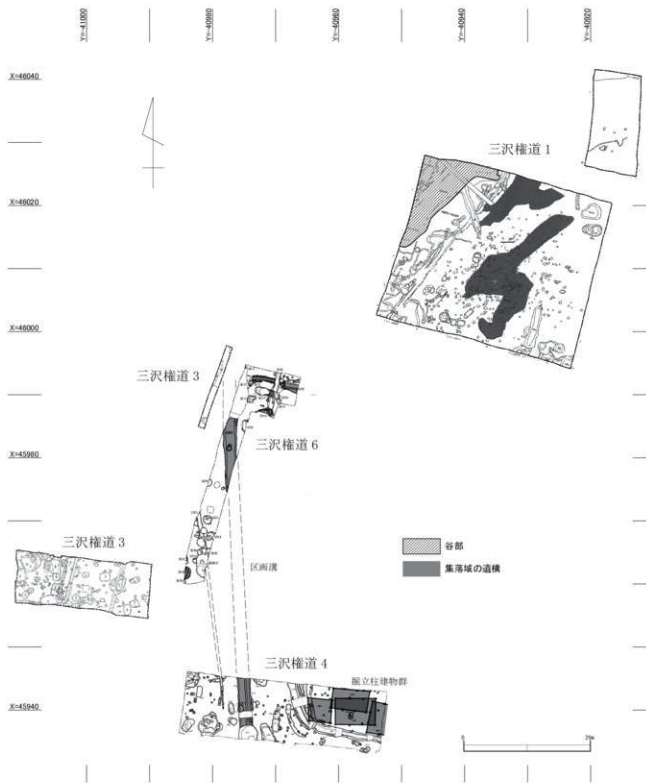 Y=-41000
Y=-40980
Y=-40960
Y=-40940
Y=-40920
X=46040
三沢権道 1
X=46020
X=46000
三沢権道 3
三沢権道 6
X=45980
三沢権道 3
谷部
集落域の遺構
区画溝
三沢権道 4
掘立柱建物群
X=45940
0
20m